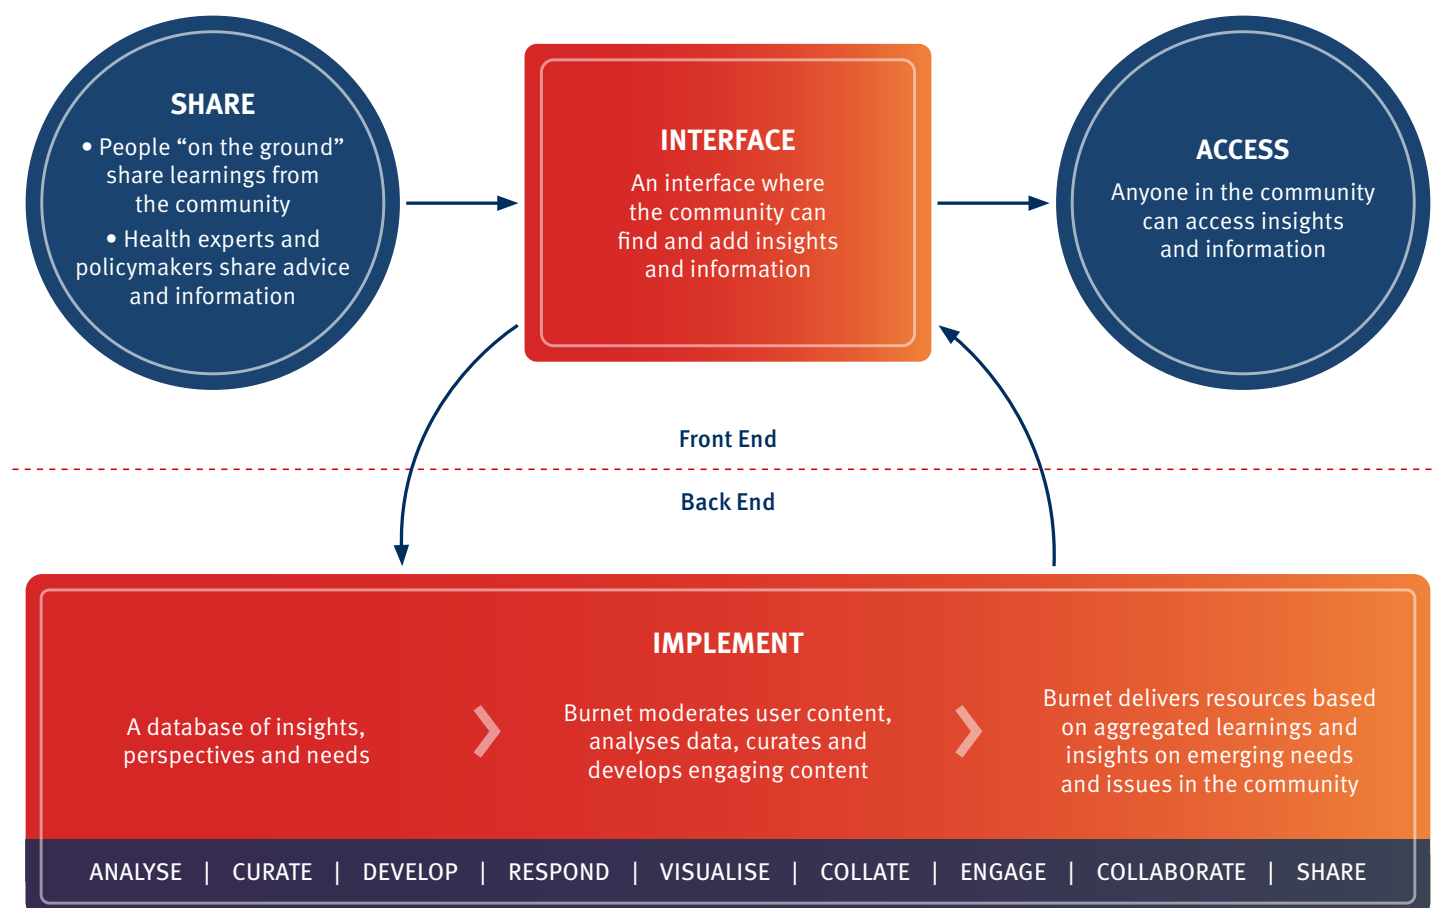 SHARE
• People “on the ground”
share learnings from
the community
• Health experts and
policymakers share advice
and information
INTERFACE
An interface where
the community can
find and add insights
and information
ACCESS
Anyone in the community
can access insights
and information
Front End
Back End
IMPLEMENT
A database of insights,
perspectives and needs
Burnet moderates user content,
analyses data, curates and
develops engaging content
Burnet delivers resources based
on aggregated learnings and
insights on emerging needs
and issues in the community
ANALYSE | CURATE | DEVELOP | RESPOND | VISUALISE | COLLATE | ENGAGE | COLLABORATE | SHARE